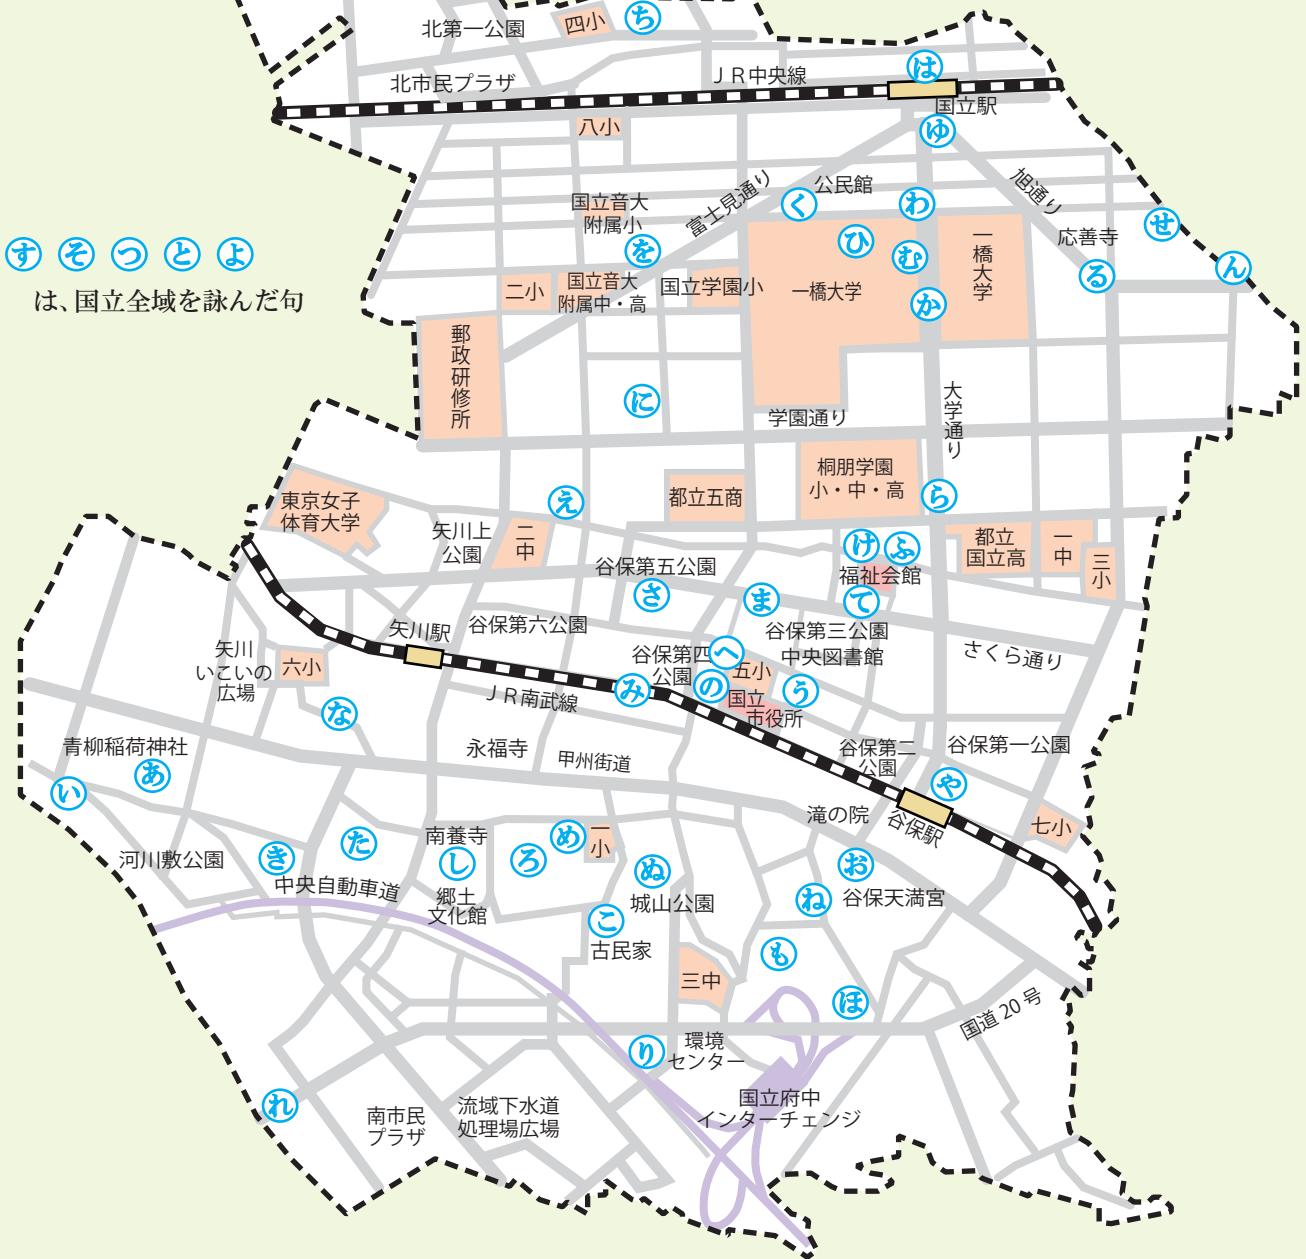 北第一公園
四小
ち
北市民プラザ
ＪＲ中央線
は
国立駅
八小
ゆ
富士見通り
公民館
旭通り
く
わ
せ
国立音大
附属小
を
ひ
む
一橋大学
応善寺
る
ん
す そ つ と よ
は、国立全域を詠んだ句
二小
国立音大
附属中・高
国立学園小
一橋大学
か
郵政研修所
に
学園通り
大学通り
桐朋学園
小・中・高
都立五商
ら
え
東京女子
体育大学
矢川上
公園
二中
谷保第五公園
さ
ま
け
ふ
福祉会館
て
都立
国立高
一中
三小
矢川駅
谷保第六公園
谷保第三公園
中央図書館
さくら通り
矢川
いこいの
広場
六小
谷保第四
公園
へ
五小
の
国立
市役所
う
み
ＪＲ南武線
な
青柳稲荷神社
あ
い
永福寺
甲州街道
谷保第二
公園
谷保第一公園
や
谷保駅
七小
滝の院
河川敷公園
き
た
南養寺
し
ろ
め
一小
ぬ
お
ね
谷保天満宮
中央自動車道
郷土
文化館
こ
城山公園
古民家
三中
も
ほ
国道20号
り
環境
センター
国立府中
インターチェンジ
れ
南市民
プラザ
流域下水道
処理場広場